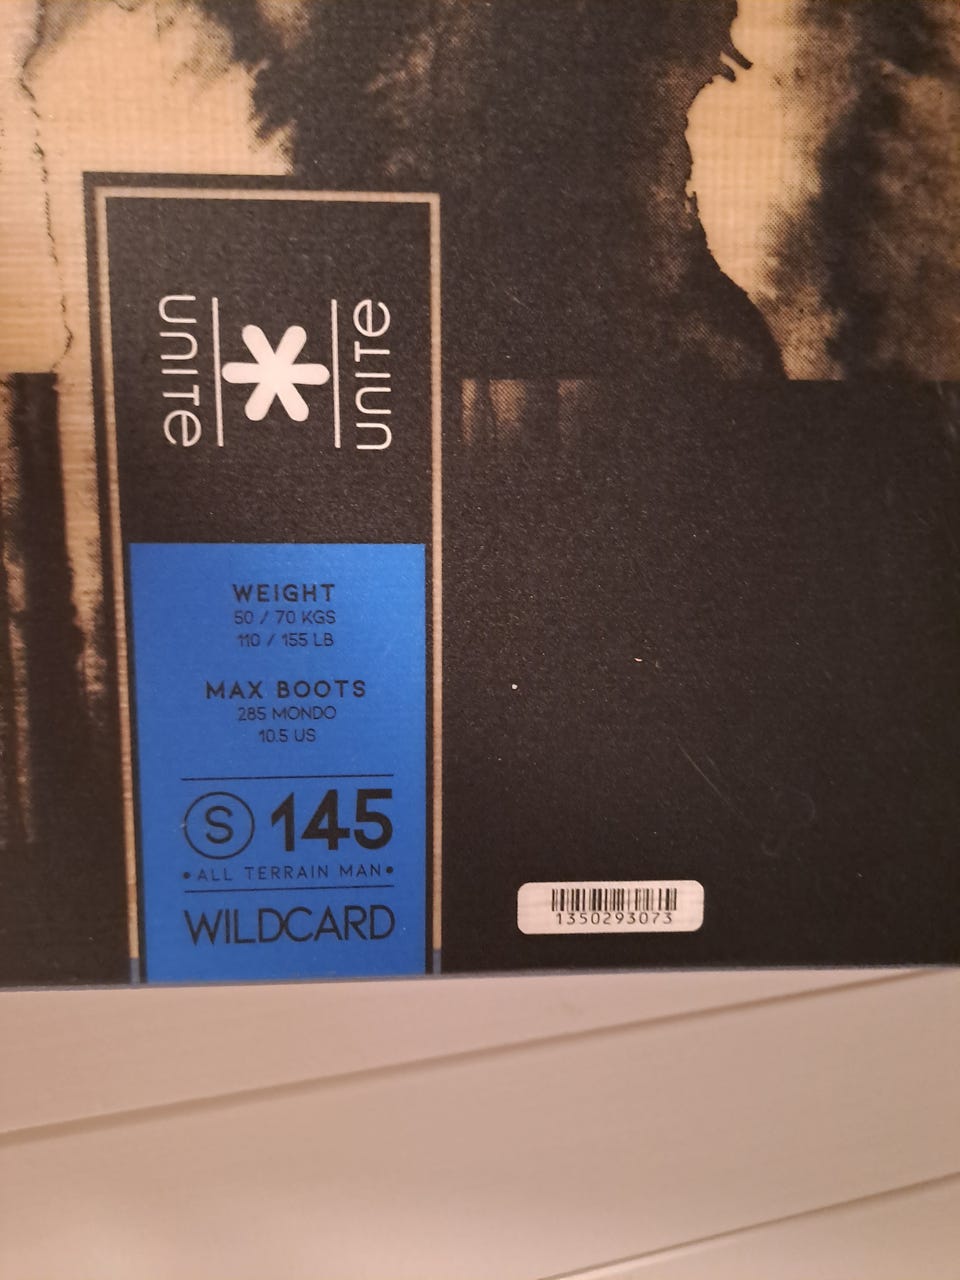 UNITE
UNITE
WEIGHT
50 / 70 KGS
110 / 155 LB
MAX BOOTS
285 MONDO
10.5 US
S 145
•ALL TERRAIN MAN•
WILDCARD
1350293073